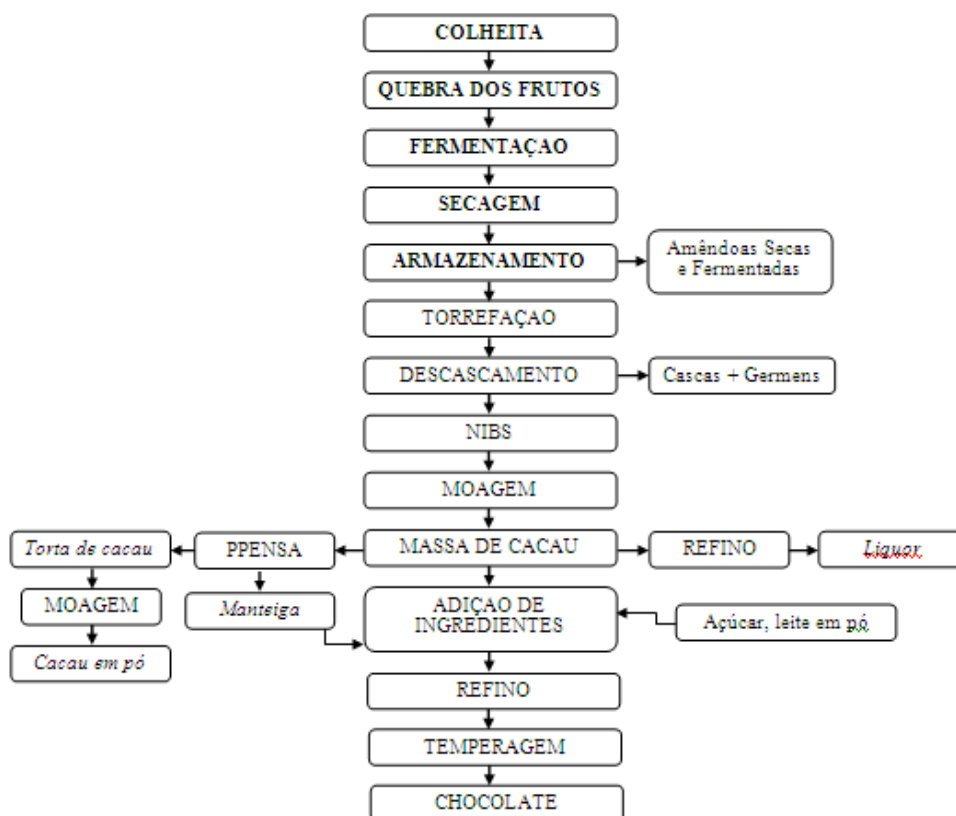 COLHEITA
QUEBRA DOS FRUTOS
FERMENTAÇAO
SECAGEM
ARMAZENAMENTO
Amêndoas Secas
e Fermentadas
TORREFAÇAO
DESCASCAMENTO
Cascas + Germens
NIBS
MOAGEM
Torta de cacau
PPENSA
MASSA DE CACAU
REFINO
Liquor
MOAGEM
Manteiga
ADIÇAO DE
INGREDIENTES
Açúcar, leite em pó
Cacau em pó
REFINO
TEMPERAGEM
CHOCOLATE